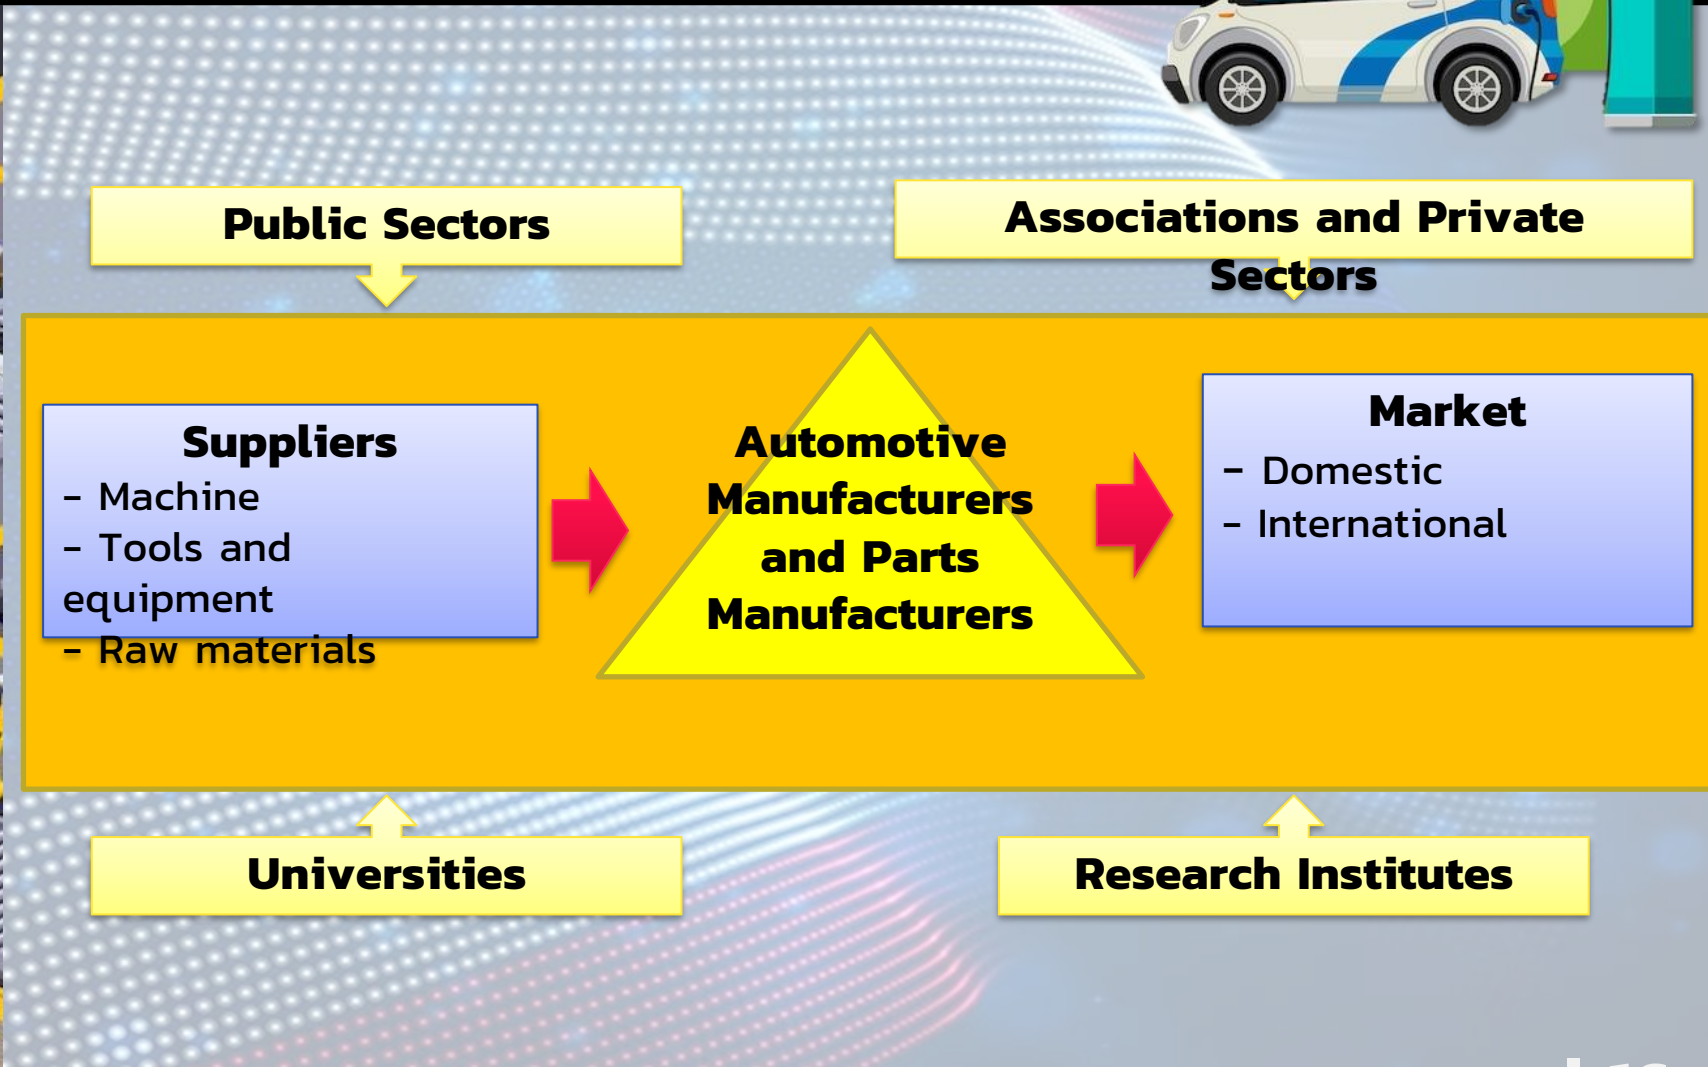 Public Sectors
Associations and Private
Sectors
Suppliers
- Machine
- Tools and
equipment
- Raw materials
Automotive
Manufacturers
and Parts
Manufacturers
Market
- Domestic
- International
Universities
Research Institutes